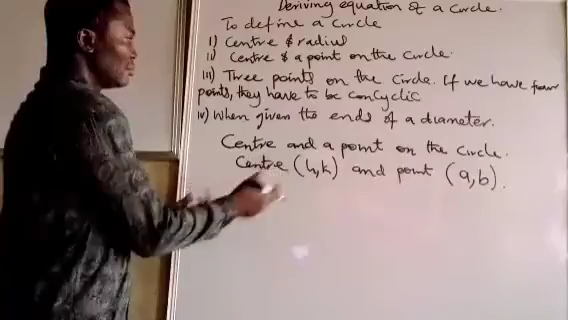 Deriving equation of a circle.
To define a circle
i) Centre & radius
ii) Centre & a point on the circle.
iii) Three points on the circle. If we have four
points, they have to be concyclic
iv) When given the ends of a diameter.
Centre and a point on the circle.
Centre (h,k) and point (a,b).